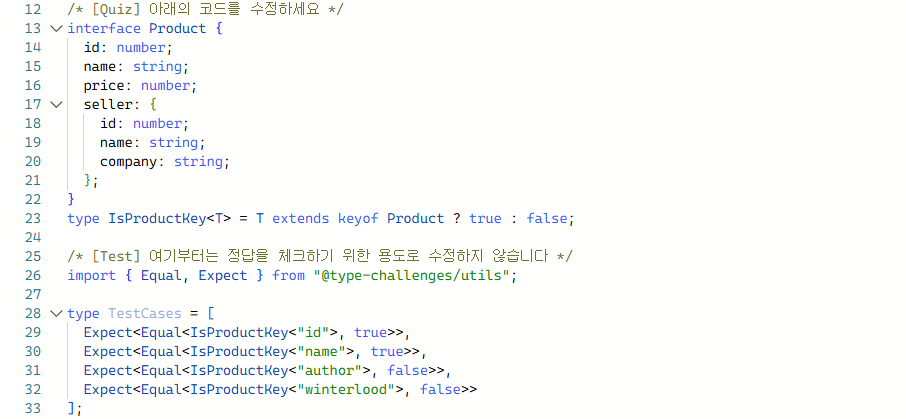 12 /* [Quiz] 아래의 코드를 수정하세요 */
13 interface Product {
14 id: number;
15 name: string;
16 price: number;
17 seller: {
18 id: number;
19 name: string;
20 company: string;
21 };
22 }
23 type IsProductKey<T> = T extends keyof Product ? true : false;
24
25 /* [Test] 여기부터는 정답을 체크하기 위한 용도로 수정하지 않습니다 */
26 import { Equal, Expect } from "@type-challenges/utils";
27
28 type TestCases = [
29 Expect<Equal<IsProductKey<"id">, true>>,
30 Expect<Equal<IsProductKey<"name">, true>>,
31 Expect<Equal<IsProductKey<"author">, false>>,
32 Expect<Equal<IsProductKey<"winterlood">, false>>
33 ];